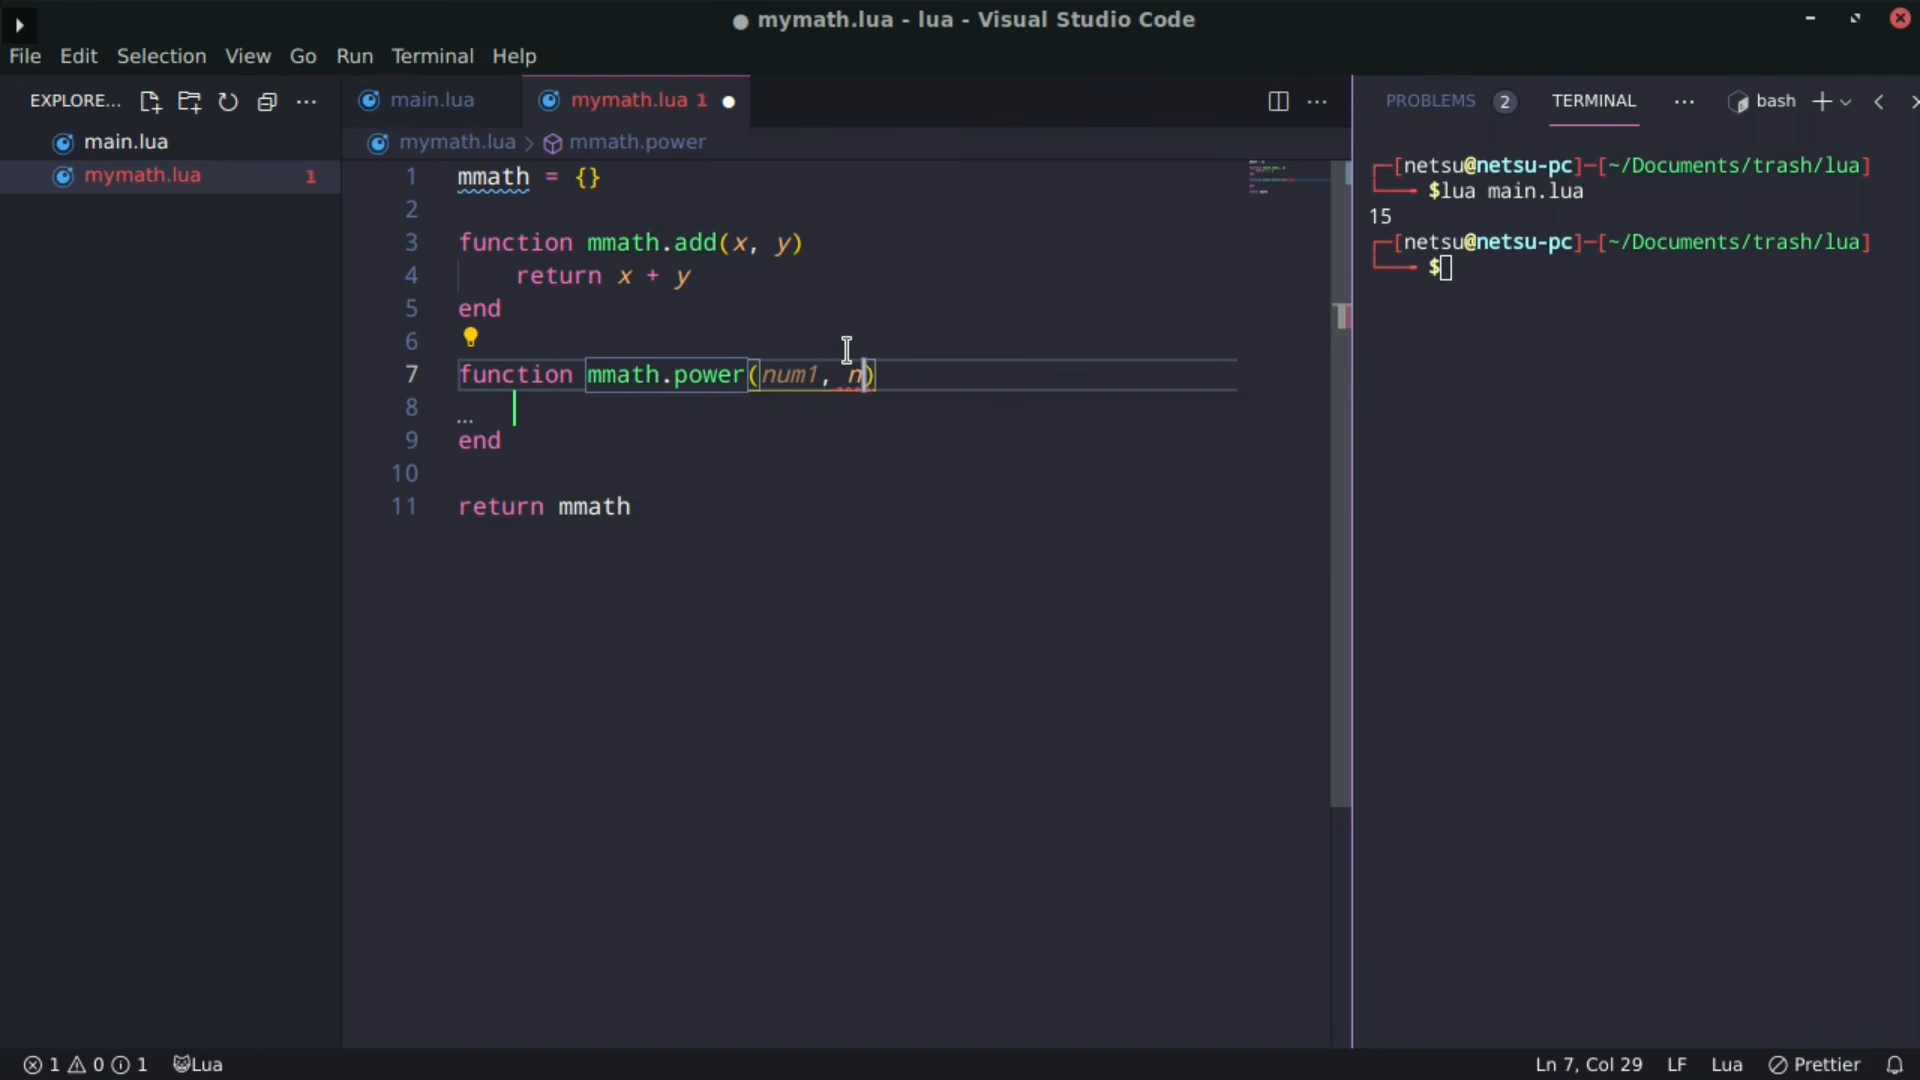 ● mymath.lua - lua - Visual Studio Code
File Edit Selection View Go Run Terminal Help
EXPLORE... ...
main.lua
mymath.lua 1
main.lua mymath.lua 1 ●
mymath.lua > mmath.power
1 mmath = {}
2
3 function mmath.add(x, y)
4 return x + y
5 end
6
7 function mmath.power(num1, n)
8 ...
9 end
10
11 return mmath
PROBLEMS 2 TERMINAL ... bash
┌─[netsu@netsu-pc]─[~/Documents/trash/lua]
└── $lua main.lua
15
┌─[netsu@netsu-pc]─[~/Documents/trash/lua]
└── $
1 0 1 Lua
Ln 7, Col 29 LF Lua Prettier